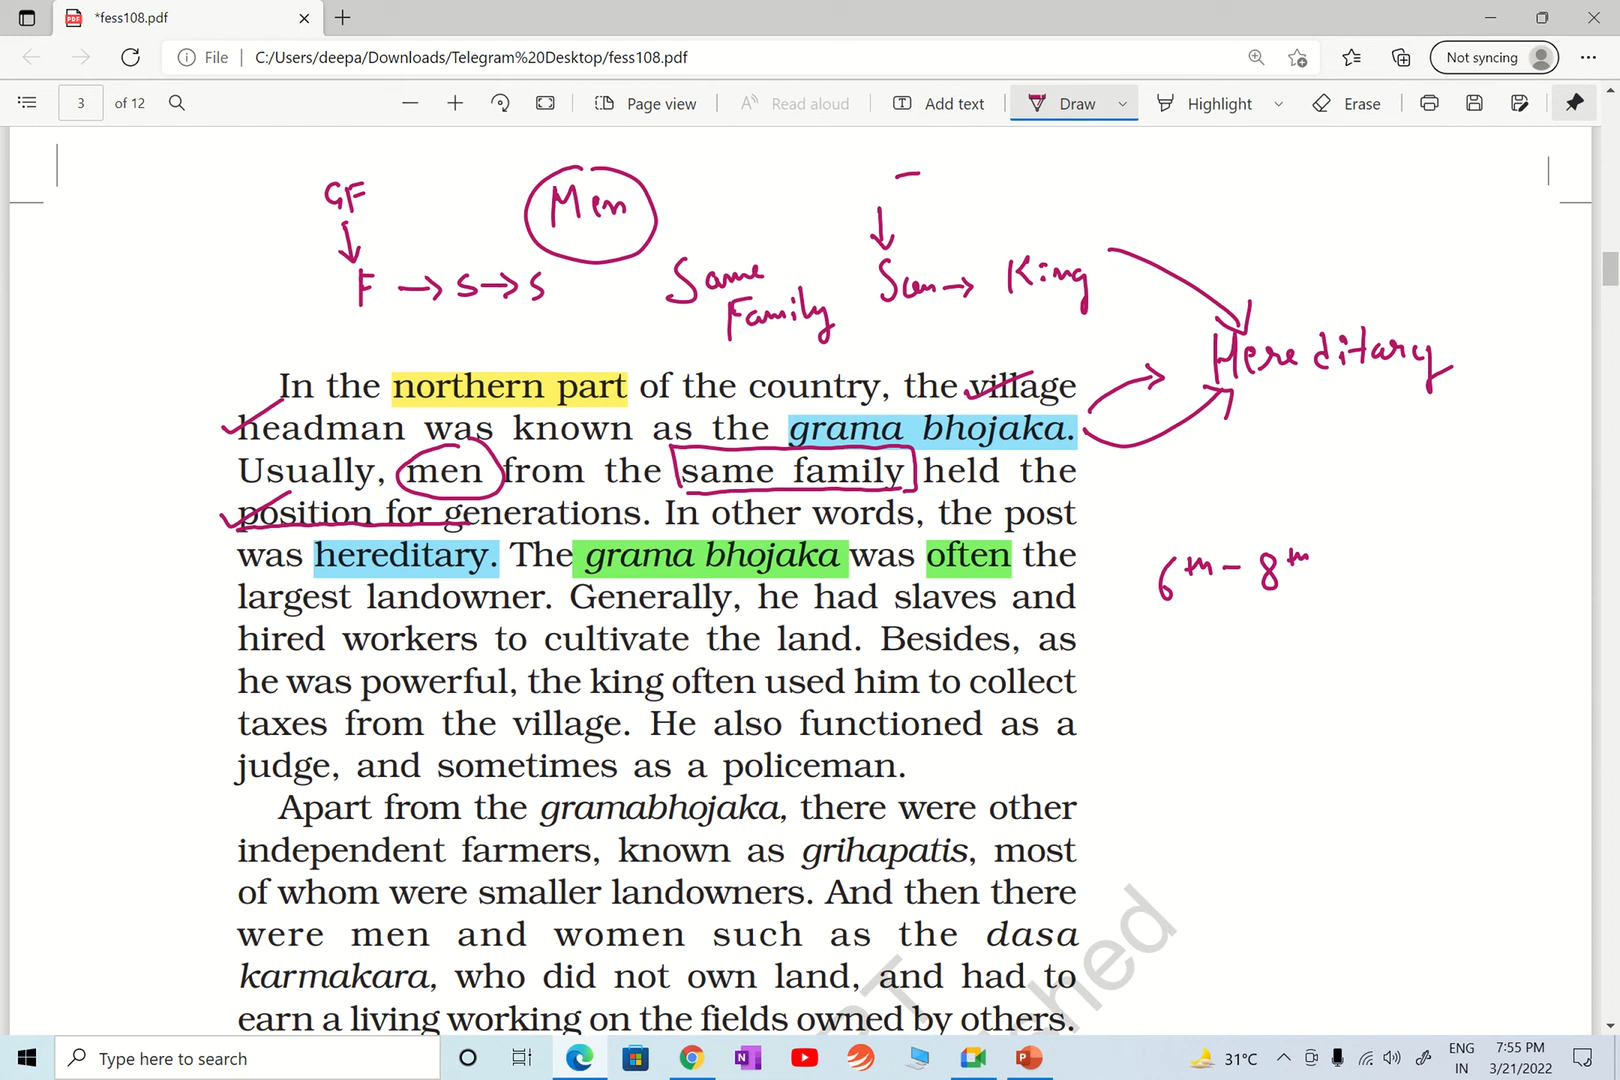 *fess108.pdf
File
C:/Users/deepa/Downloads/Telegram%20Desktop/fess108.pdf
Not syncing
3 of 12
Page view
Read aloud
Add text
Draw
Highlight
Erase
GF
Men
F → S → S
Same
Family
Son → King
Hereditary
In the northern part of the country, the village
headman was known as the grama bhojaka.
Usually, men from the same family held the
position for generations. In other words, the post
was hereditary. The grama bhojaka was often the
largest landowner. Generally, he had slaves and
hired workers to cultivate the land. Besides, as
he was powerful, the king often used him to collect
taxes from the village. He also functioned as a
judge, and sometimes as a policeman.
6th - 8th
Apart from the gramabhojaka, there were other
independent farmers, known as grihapatis, most
of whom were smaller landowners. And then there
were men and women such as the dasa
karmakara, who did not own land, and had to
earn a living working on the fields owned by others.
Type here to search
31°C
ENG
IN
7:55 PM
3/21/2022